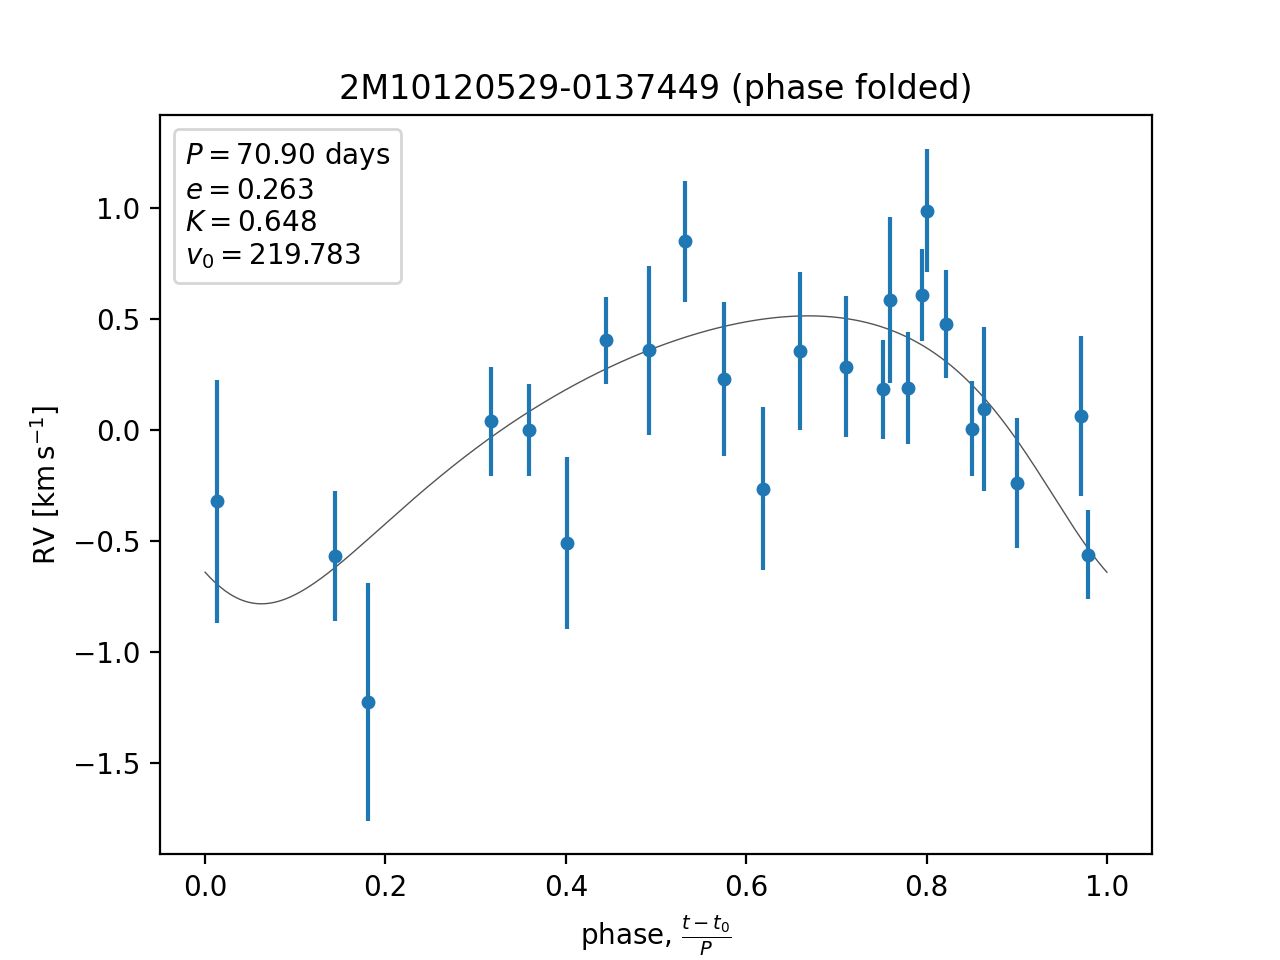 2M10120529-0137449 (phase folded)
P = 70.90 days
e = 0.263
K = 0.648
v₀ = 219.783
1.0
0.5
0.0
−0.5
−1.0
−1.5
RV [km s⁻¹]
0.0 0.2 0.4 0.6 0.8 1.0
phase, (t − t₀)/P